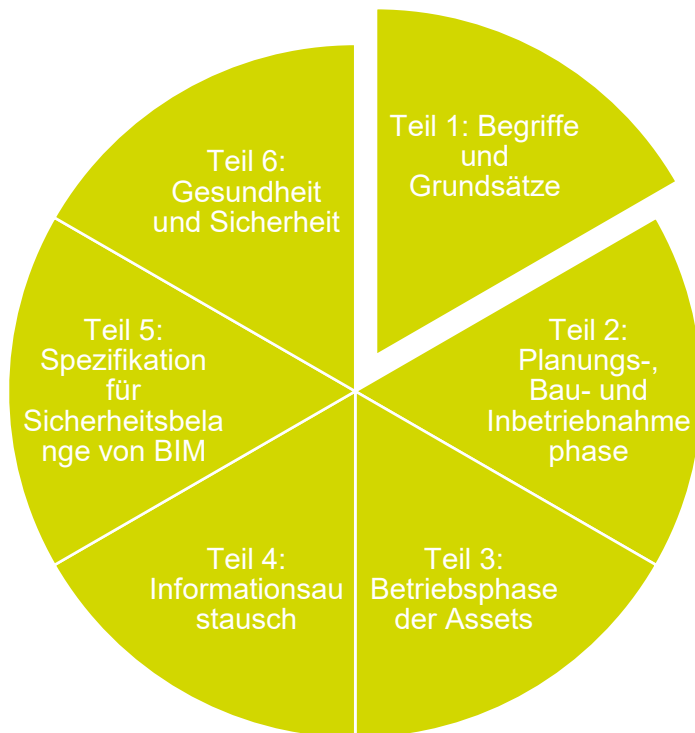 Teil 1: Begriffe
und
Grundsätze
Teil 2:
Planungs-,
Bau- und
Inbetriebnahme
phase
Teil 3:
Betriebsphase
der Assets
Teil 4:
Informationsau
stausch
Teil 5:
Spezifikation
für
Sicherheitsbela
nge von BIM
Teil 6:
Gesundheit
und Sicherheit